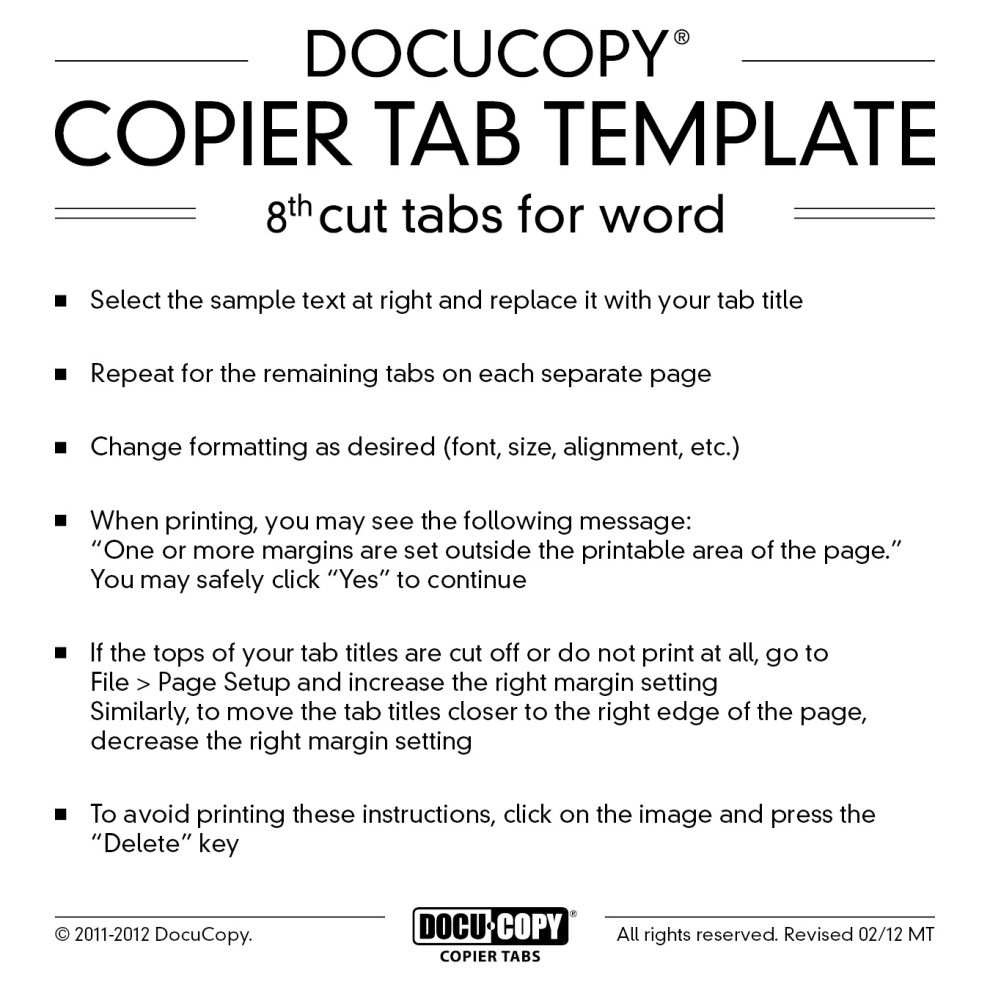 DOCUCOPY®
COPIER TAB TEMPLATE
8th cut tabs for word
■ Select the sample text at right and replace it with your tab title
■ Repeat for the remaining tabs on each separate page
■ Change formatting as desired (font, size, alignment, etc.)
■ When printing, you may see the following message:
“One or more margins are set outside the printable area of the page.”
You may safely click “Yes” to continue
■ If the tops of your tab titles are cut off or do not print at all, go to
File > Page Setup and increase the right margin setting
Similarly, to move the tab titles closer to the right edge of the page,
decrease the right margin setting
■ To avoid printing these instructions, click on the image and press the
“Delete” key
© 2011-2012 DocuCopy.
DOCU•COPY®
COPIER TABS
All rights reserved. Revised 02/12 MT